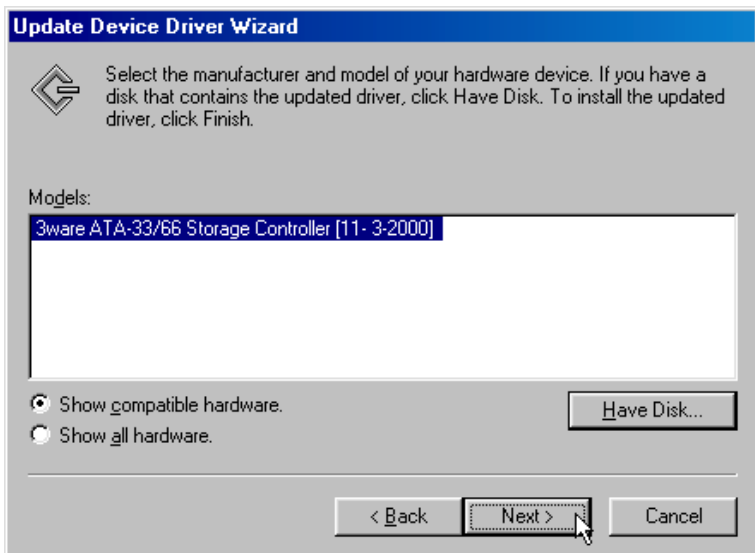 Update Device Driver Wizard
Select the manufacturer and model of your hardware device. If you have a
disk that contains the updated driver, click Have Disk. To install the updated
driver, click Finish.
Models:
3ware ATA-33/66 Storage Controller [11- 3-2000]
Show compatible hardware.
Show all hardware.
Have Disk...
< Back
Next >
Cancel